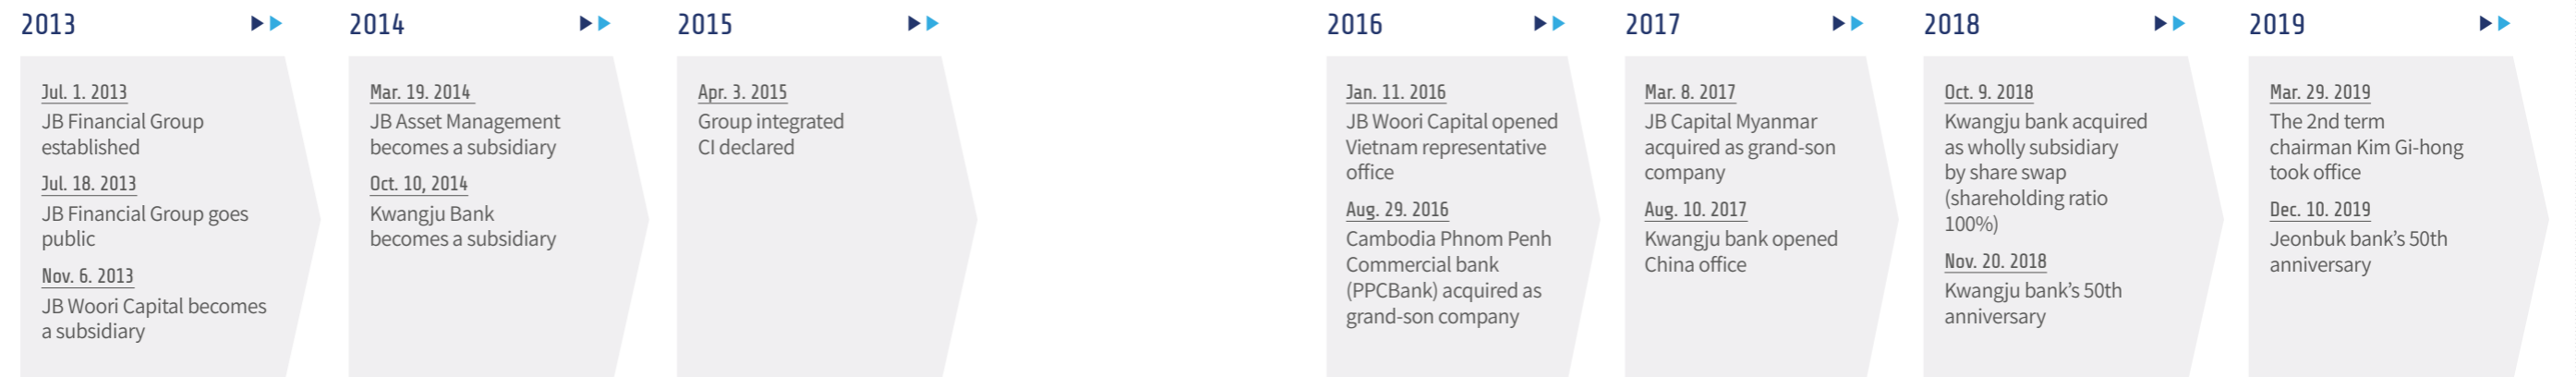 2013
Jul. 1. 2013
JB Financial Group
established
Jul. 18. 2013
JB Financial Group goes
public
Nov. 6. 2013
JB Woori Capital becomes
a subsidiary
2014
Mar. 19. 2014
JB Asset Management
becomes a subsidiary
Oct. 10, 2014
Kwangju Bank
becomes a subsidiary
2015
Apr. 3. 2015
Group integrated
CI declared
2016
Jan. 11. 2016
JB Woori Capital opened
Vietnam representative
office
Aug. 29. 2016
Cambodia Phnom Penh
Commercial bank
(PPCBank) acquired as
grand-son company
2017
Mar. 8. 2017
JB Capital Myanmar
acquired as grand-son
company
Aug. 10. 2017
Kwangju bank opened
China office
2018
Oct. 9. 2018
Kwangju bank acquired
as wholly subsidiary
by share swap
(shareholding ratio
100%)
Nov. 20. 2018
Kwangju bank’s 50th
anniversary
2019
Mar. 29. 2019
The 2nd term
chairman Kim Gi-hong
took office
Dec. 10. 2019
Jeonbuk bank’s 50th
anniversary